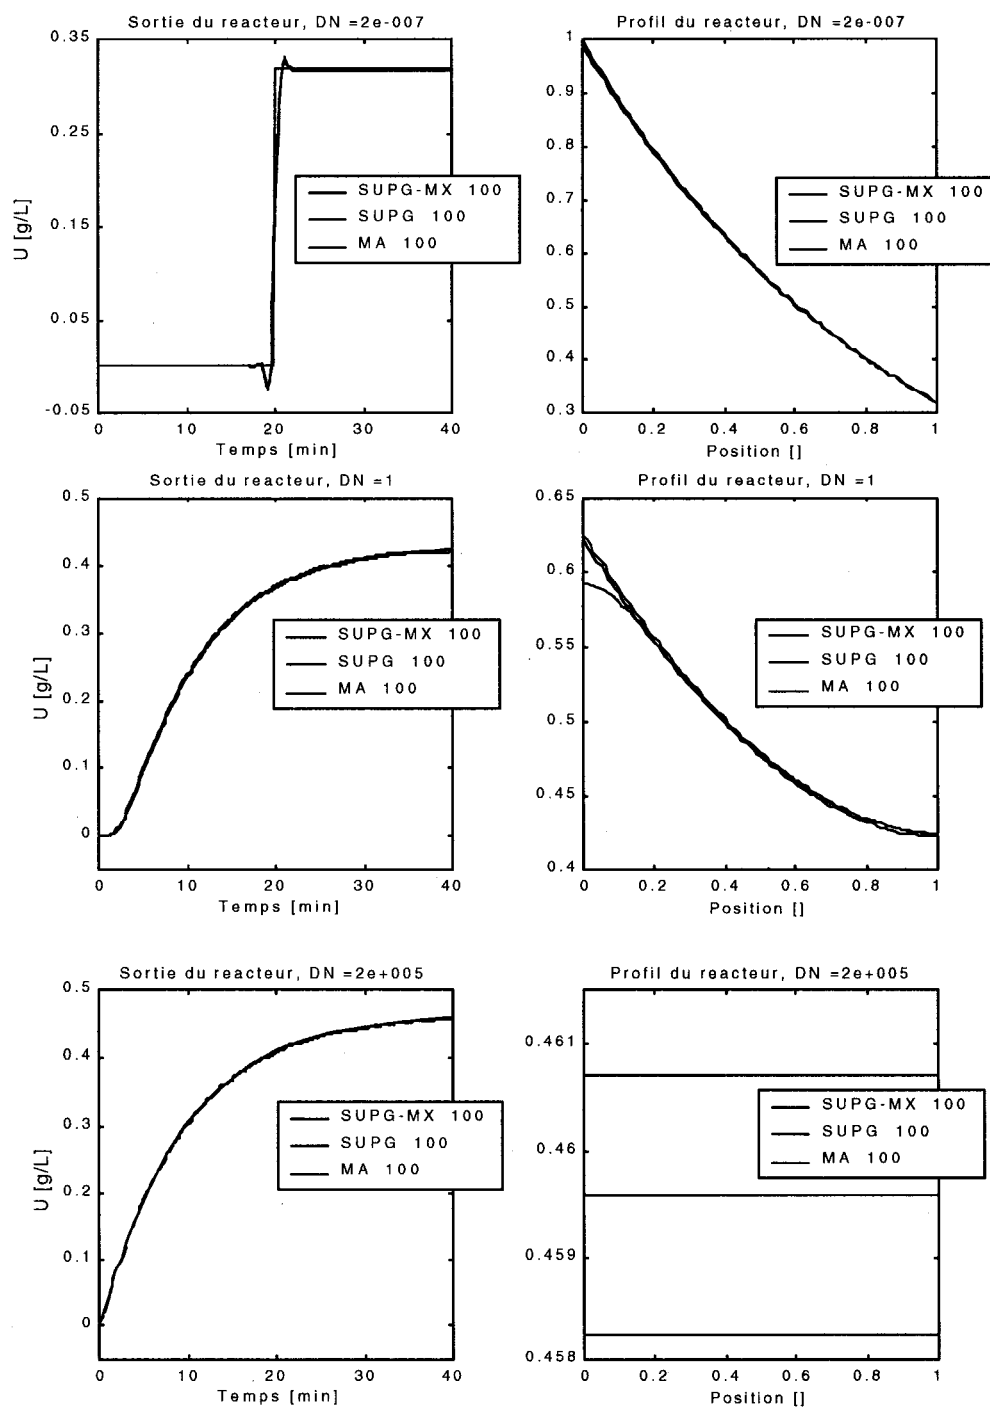 Sortie du reacteur, DN =2e-007
0.35
0.25
0.15
0.05
-0.05
U [g/L]
SUPG-MX 100
SUPG 100
MA 100
0 10 20 30 40
Temps [min]
Profil du reacteur, DN =2e-007
1
0.9
0.8
0.7
0.6
0.5
0.4
0.3
SUPG-MX 100
SUPG 100
MA 100
0 0.2 0.4 0.6 0.8 1
Position []
Sortie du reacteur, DN =1
0.5
0.4
0.3
0.2
0.1
0
U [g/L]
SUPG-MX 100
SUPG 100
MA 100
0 10 20 30 40
Temps [min]
Profil du reacteur, DN =1
0.65
0.6
0.55
0.5
0.45
0.4
SUPG-MX 100
SUPG 100
MA 100
0 0.2 0.4 0.6 0.8 1
Position []
Sortie du reacteur, DN =2e+005
0.5
0.4
0.3
0.2
0.1
0
U [g/L]
SUPG-MX 100
SUPG 100
MA 100
0 10 20 30 40
Temps [min]
Profil du reacteur, DN =2e+005
0.461
0.46
0.459
0.458
SUPG-MX 100
SUPG 100
MA 100
0 0.2 0.4 0.6 0.8 1
Position []